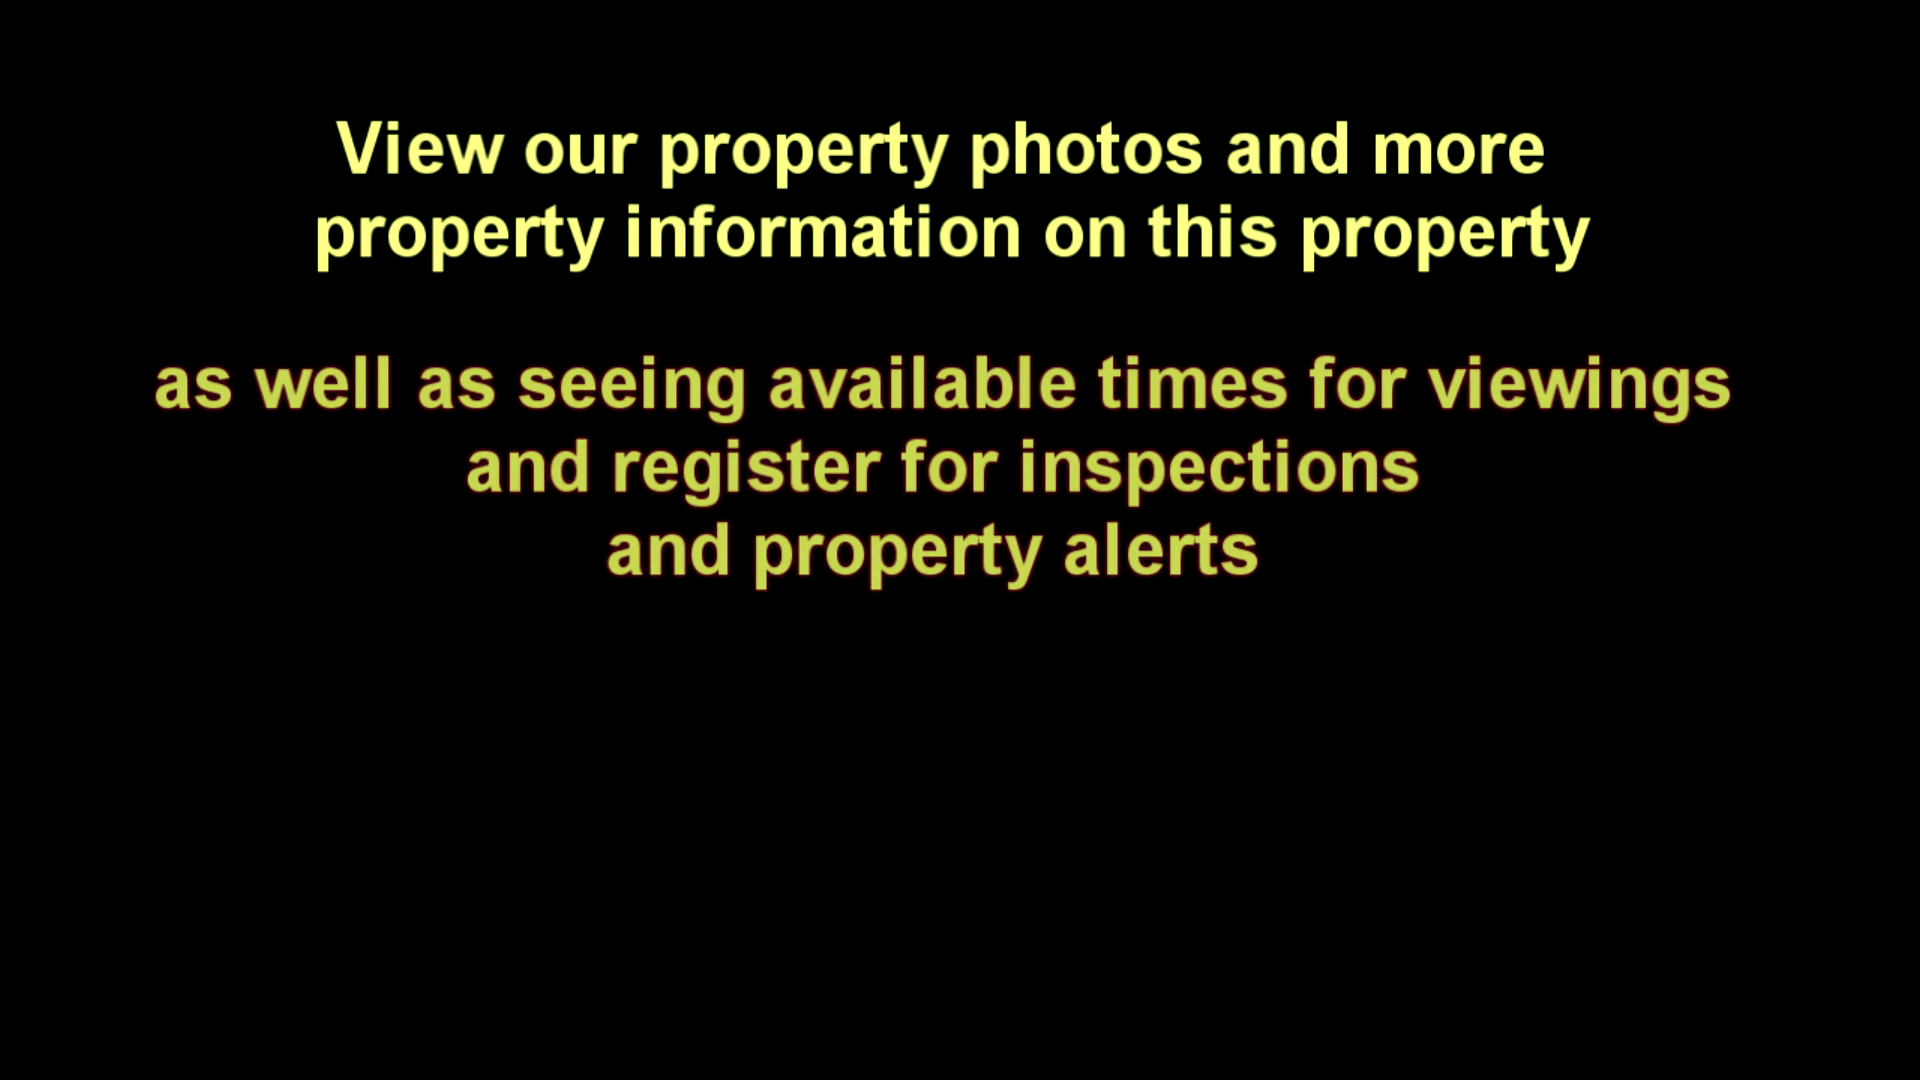 View our property photos and more
property information on this property
as well as seeing available times for viewings
and register for inspections
and property alerts